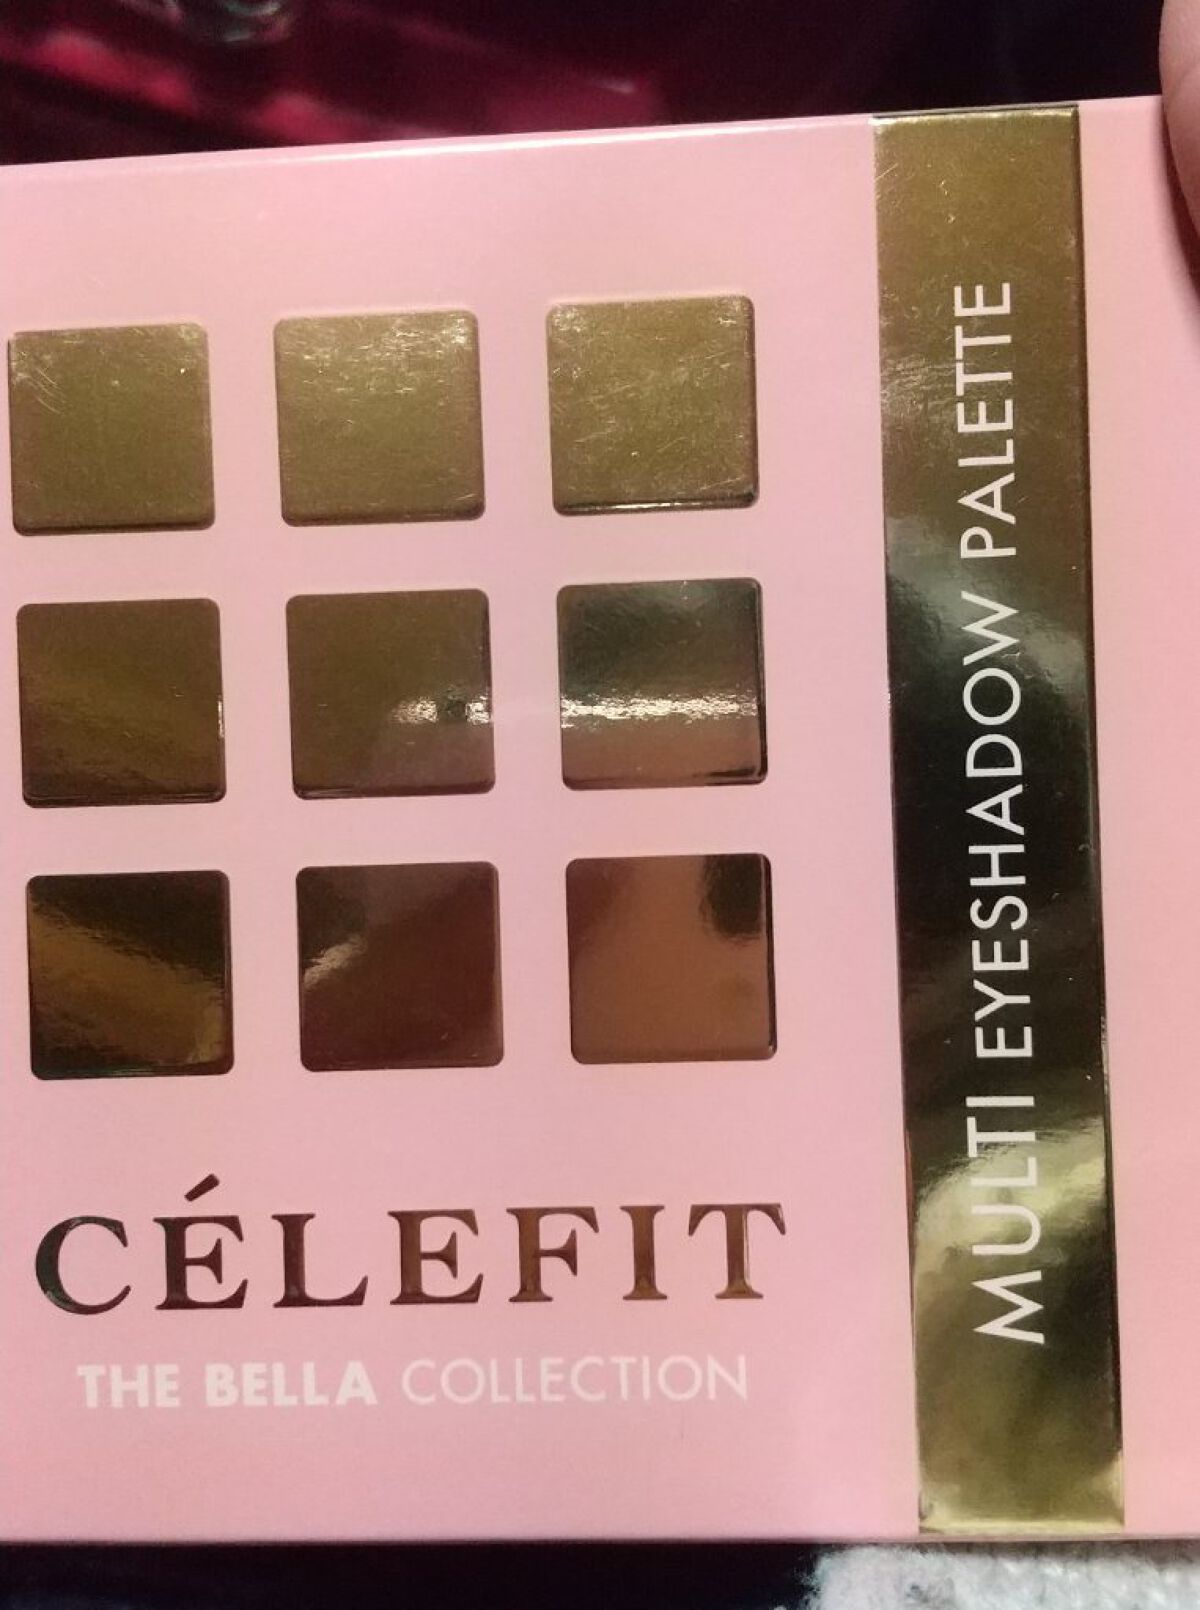 CÉLEFIT
THE BELLA COLLECTION
MULTI EYESHADOW PALETTE